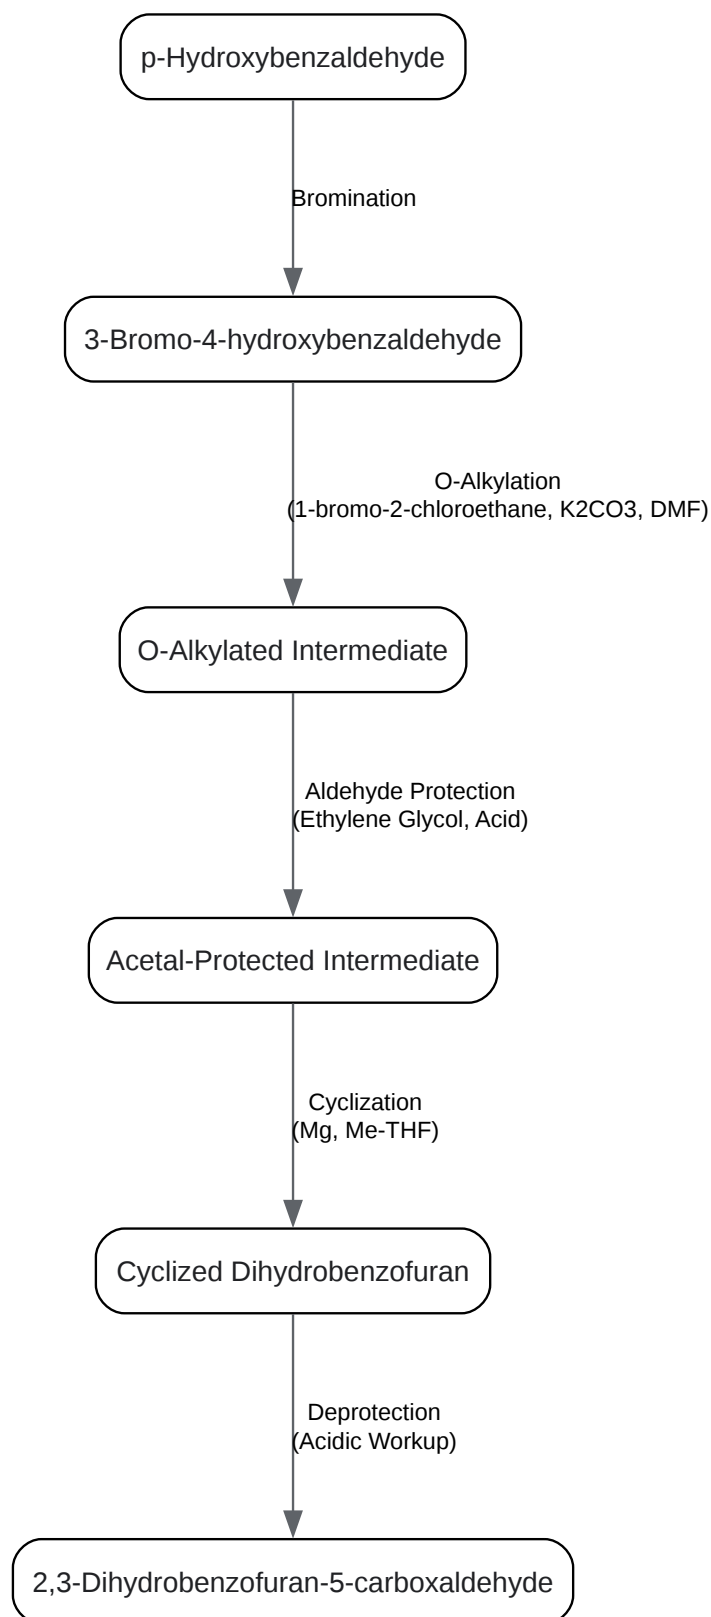 p-Hydroxybenzaldehyde
Bromination
3-Bromo-4-hydroxybenzaldehyde
O-Alkylation
(1-bromo-2-chloroethane, K2CO3, DMF)
O-Alkylated Intermediate
Aldehyde Protection
(Ethylene Glycol, Acid)
Acetal-Protected Intermediate
Cyclization
(Mg, Me-THF)
Cyclized Dihydrobenzofuran
Deprotection
(Acidic Workup)
2,3-Dihydrobenzofuran-5-carboxaldehyde